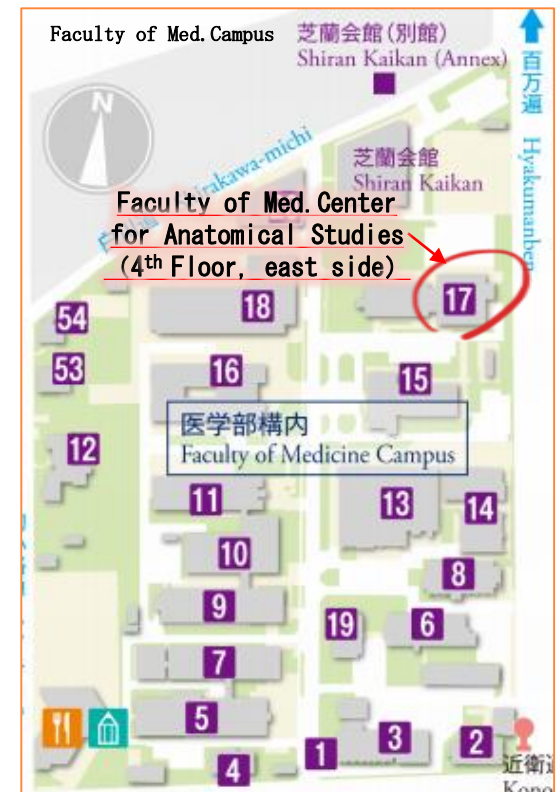 Faculty of Med.Campus
芝蘭会館(別館)
Shiran Kaikan (Annex)
百万遍 Hyakumanben
N
rakawa-michi
芝蘭会館
Shiran Kaikan
Faculty of Med.Center
for Anatomical Studies
(4th Floor, east side)
17
18
54
53
16
15
医学部構内
Faculty of Medicine Campus
12
11
13
14
10
8
9
19
6
7
5
1
3
2
4
近衛
Kono